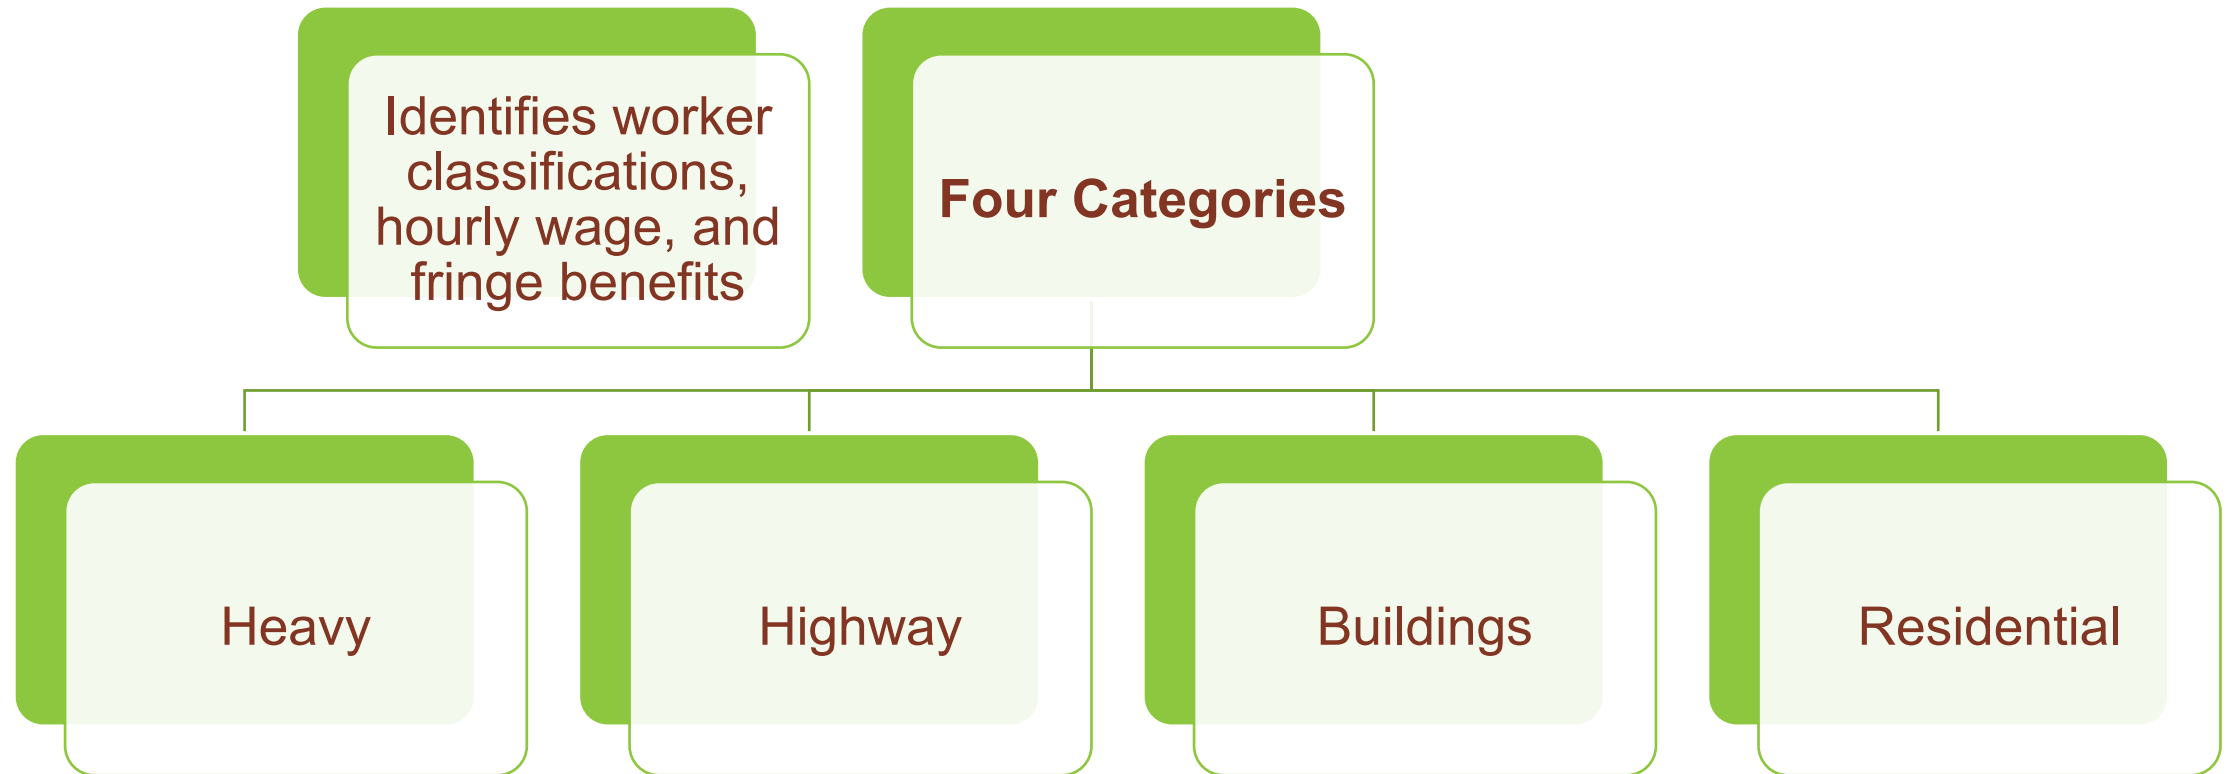 Identifies worker
classifications,
hourly wage, and
fringe benefits
Four Categories
Heavy
Highway
Buildings
Residential